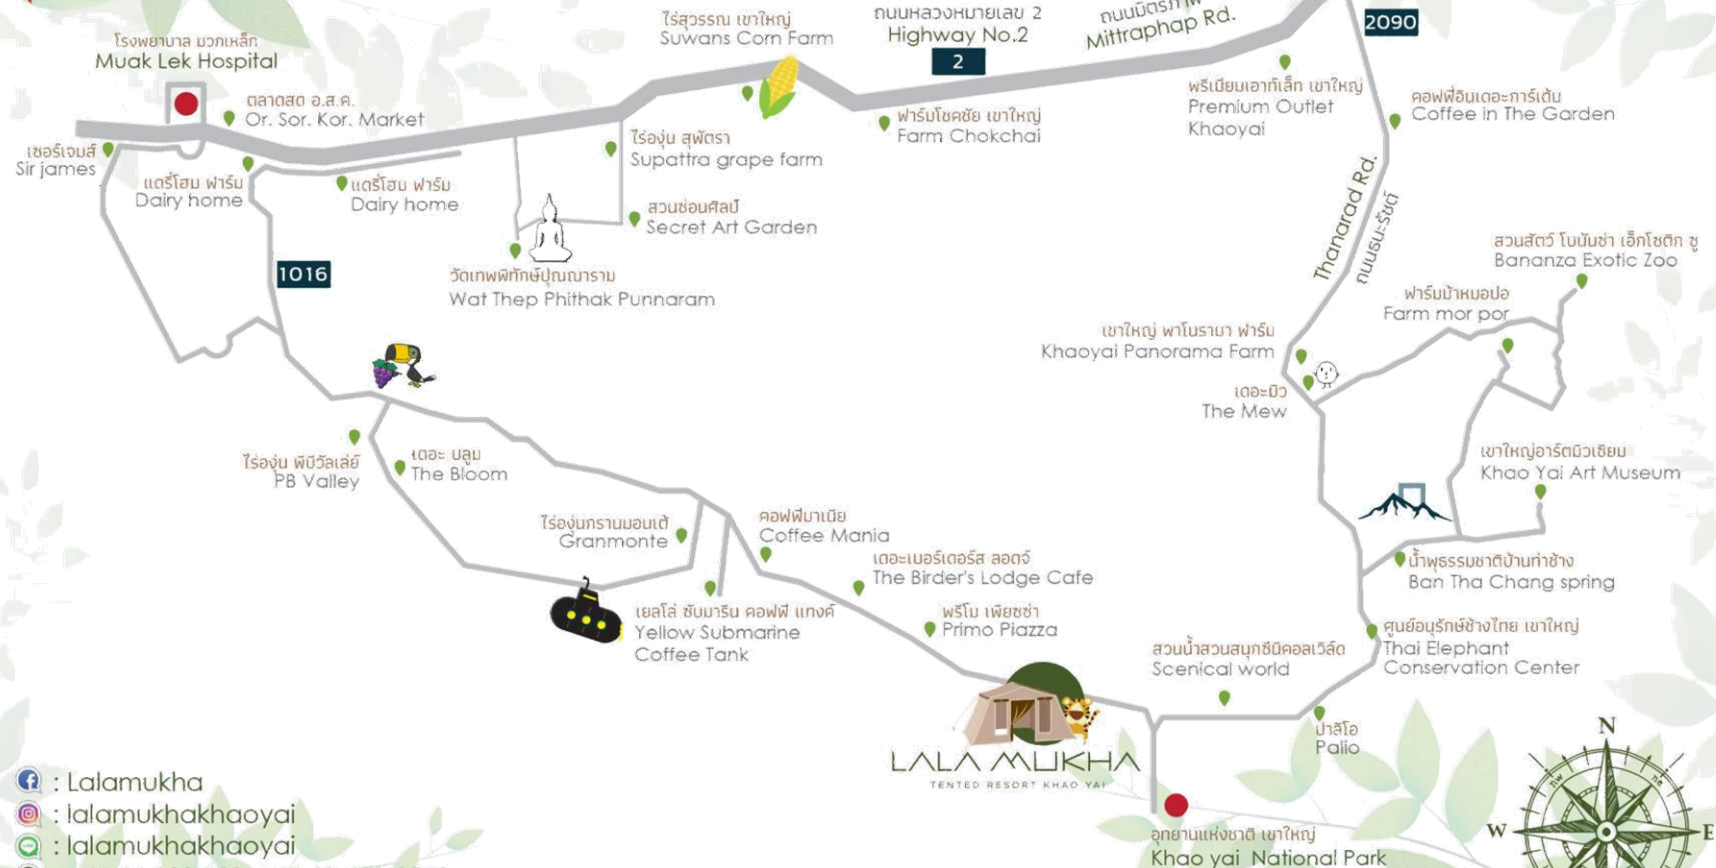 ไร่สุวรรณ เขาใหญ่
Suwans Corn Farm
ถนนหลวงหมายเลข 2
Highway No.2
2
ถนนมิตรภ
Mittraphap Rd.
2090
โรงพยาบาล มวกเหล็ก
Muak Lek Hospital
ตลาดสด อ.ส.ค.
Or. Sor. Kor. Market
ฟาร์มโชคชัย เขาใหญ่
Farm Chokchai
พรีเมียมเอาท์เล็ท เขาใหญ่
Premium Outlet
Khaoyai
คอฟฟี่อินเดอะการ์เด้น
Coffee in The Garden
เซอร์เจมส์
Sir james
แดรี่โฮม ฟาร์ม
Dairy home
แดรี่โฮม ฟาร์ม
Dairy home
ไร่องุ่น สุพัตรา
Supattra grape farm
สวนซ่อนศิลป์
Secret Art Garden
Thanarad Rd.
ถนนธนะรัชต์
สวนสัตว์ โบนันซ่า เอ็กโซติก ซู
Bananza Exotic Zoo
1016
วัดเทพพิทักษ์ปุณณาราม
Wat Thep Phithak Punnaram
ฟาร์มม้าหมอปอ
Farm mor por
เขาใหญ่ พาโนรามา ฟาร์ม
Khaoyai Panorama Farm
เดอะมิว
The Mew
ไร่องุ่น พีบีวัลเล่ย์
PB Valley
เดอะ บลูม
The Bloom
เขาใหญ่อาร์ตมิวเซียม
Khao Yai Art Museum
ไร่องุ่นกรานมอนเต้
Granmonte
คอฟฟี่มาเนีย
Coffee Mania
เดอะเบอร์เดอร์ส ลอดจ์
The Birder's Lodge Cafe
น้ำพุธรรมชาติบ้านท่าช้าง
Ban Tha Chang spring
เยลโล่ ซับมารีน คอฟฟี่ แทงค์
Yellow Submarine
Coffee Tank
พรีโม เพียซซ่า
Primo Piazza
สวนน้ำสวนสนุกซีนิคอลเวิล์ด
Scenical world
ศูนย์อนุรักษ์ช้างไทย เขาใหญ่
Thai Elephant
Conservation Center
ปาลิโอ
Palio
LALA MUKHA
TENTED RESORT KHAO YAI
: Lalamukha
: lalamukhakhaoyai
: lalamukhakhaoyai
อุทยานแห่งชาติ เขาใหญ่
Khao yai National Park
N
nw
ne
W
E